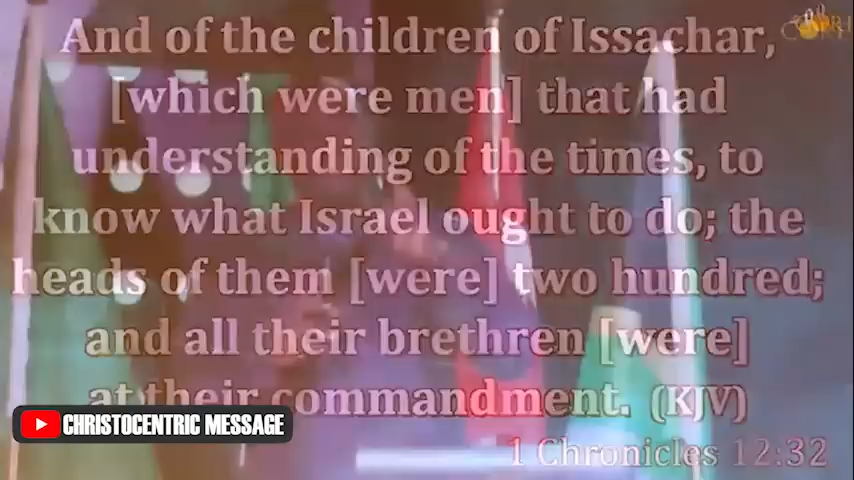 And of the children of Issachar,
[which were men] that had
understanding of the times, to
know what Israel ought to do; the
heads of them [were] two hundred;
and all their brethren [were]
at their commandment. (KJV)
1 Chronicles 12:32
CHRISTOCENTRIC MESSAGE